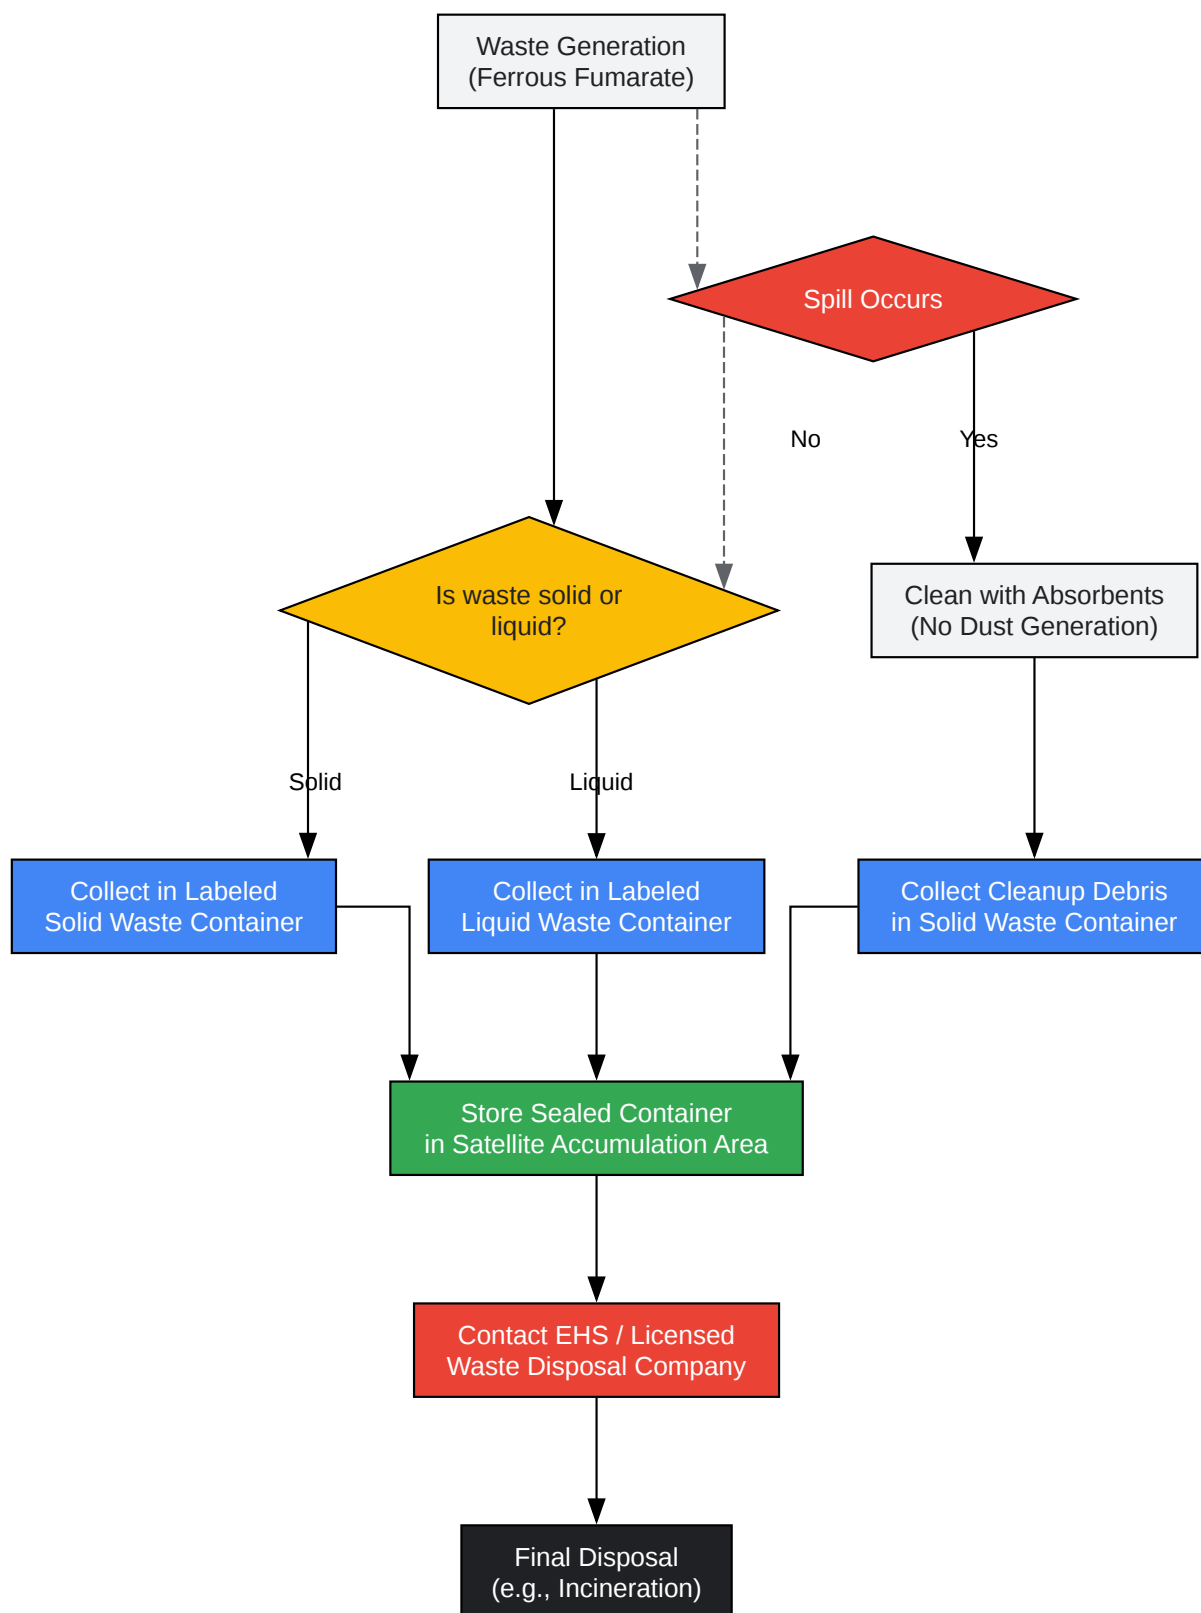 Waste Generation
(Ferrous Fumarate)
Spill Occurs
No
Yes
Is waste solid or
liquid?
Clean with Absorbents
(No Dust Generation)
Solid
Liquid
Collect in Labeled
Solid Waste Container
Collect in Labeled
Liquid Waste Container
Collect Cleanup Debris
in Solid Waste Container
Store Sealed Container
in Satellite Accumulation Area
Contact EHS / Licensed
Waste Disposal Company
Final Disposal
(e.g., Incineration)